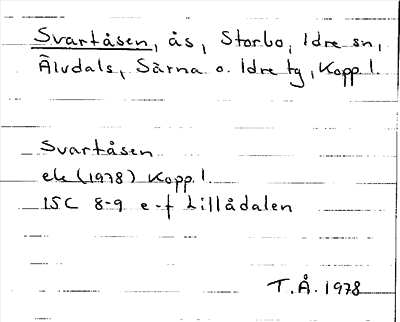 Svartåsen, ås, Storbo, Idre sn,
Älvdals, Särna o. Idre tg, Kopp l.
Svartåsen
ek (1978) Kopp l.
15C 8-9 e-f Lillådalen
T.Å. 1978